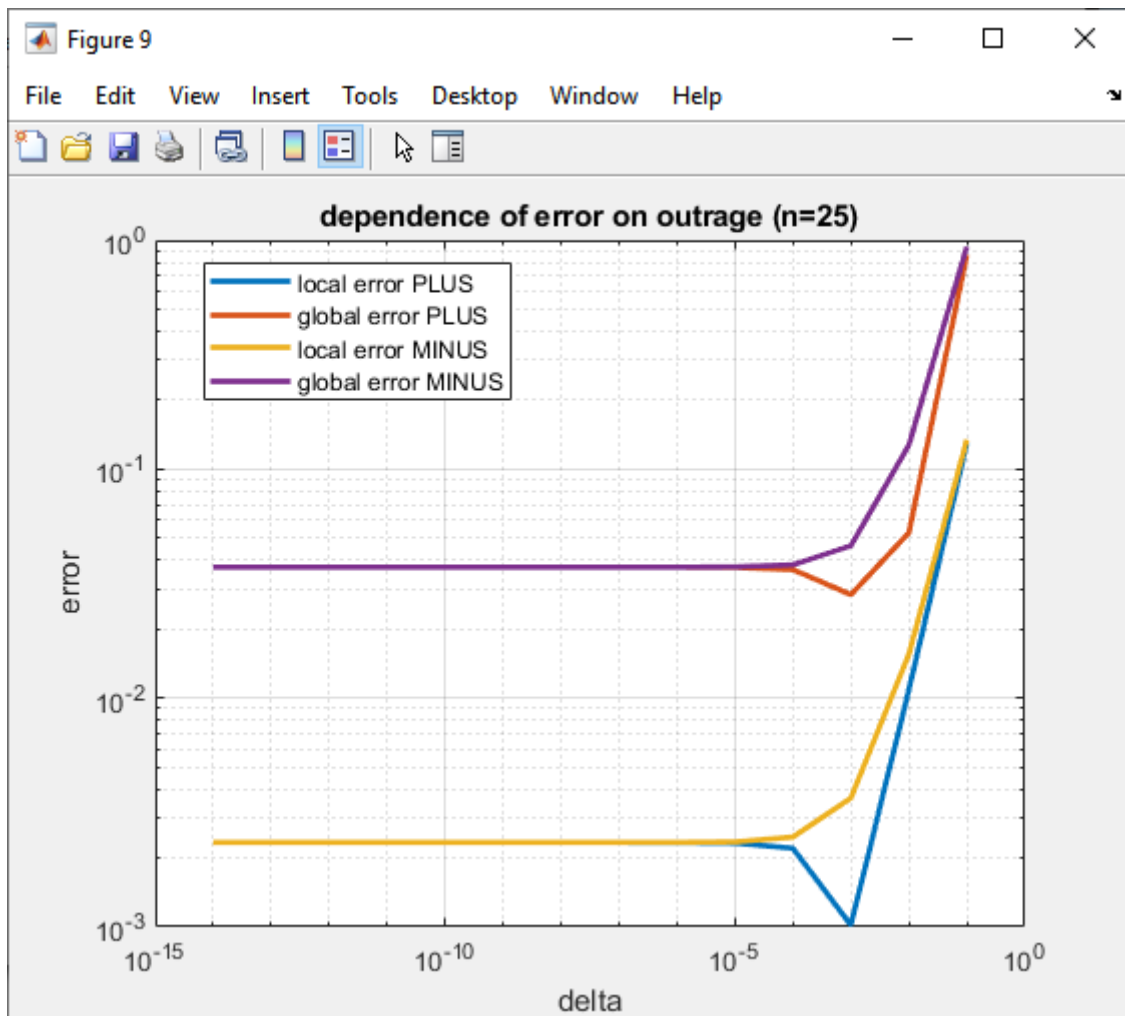 Figure 9
File Edit View Insert Tools Desktop Window Help
dependence of error on outrage (n=25)
10^0
local error PLUS
global error PLUS
local error MINUS
global error MINUS
10^-1
error
10^-2
10^-3
10^-15 10^-10 10^-5 10^0
delta